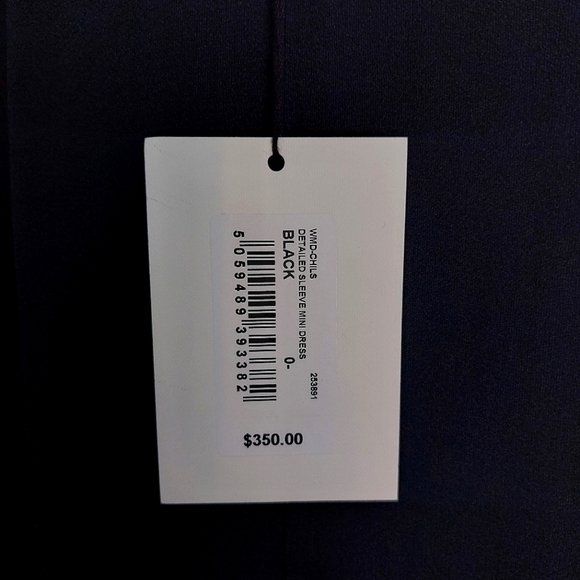 WMD-CHILS 253891
DETAILED SLEEVE MINI DRESS
BLACK 0-
5 059489 393382
$350.00